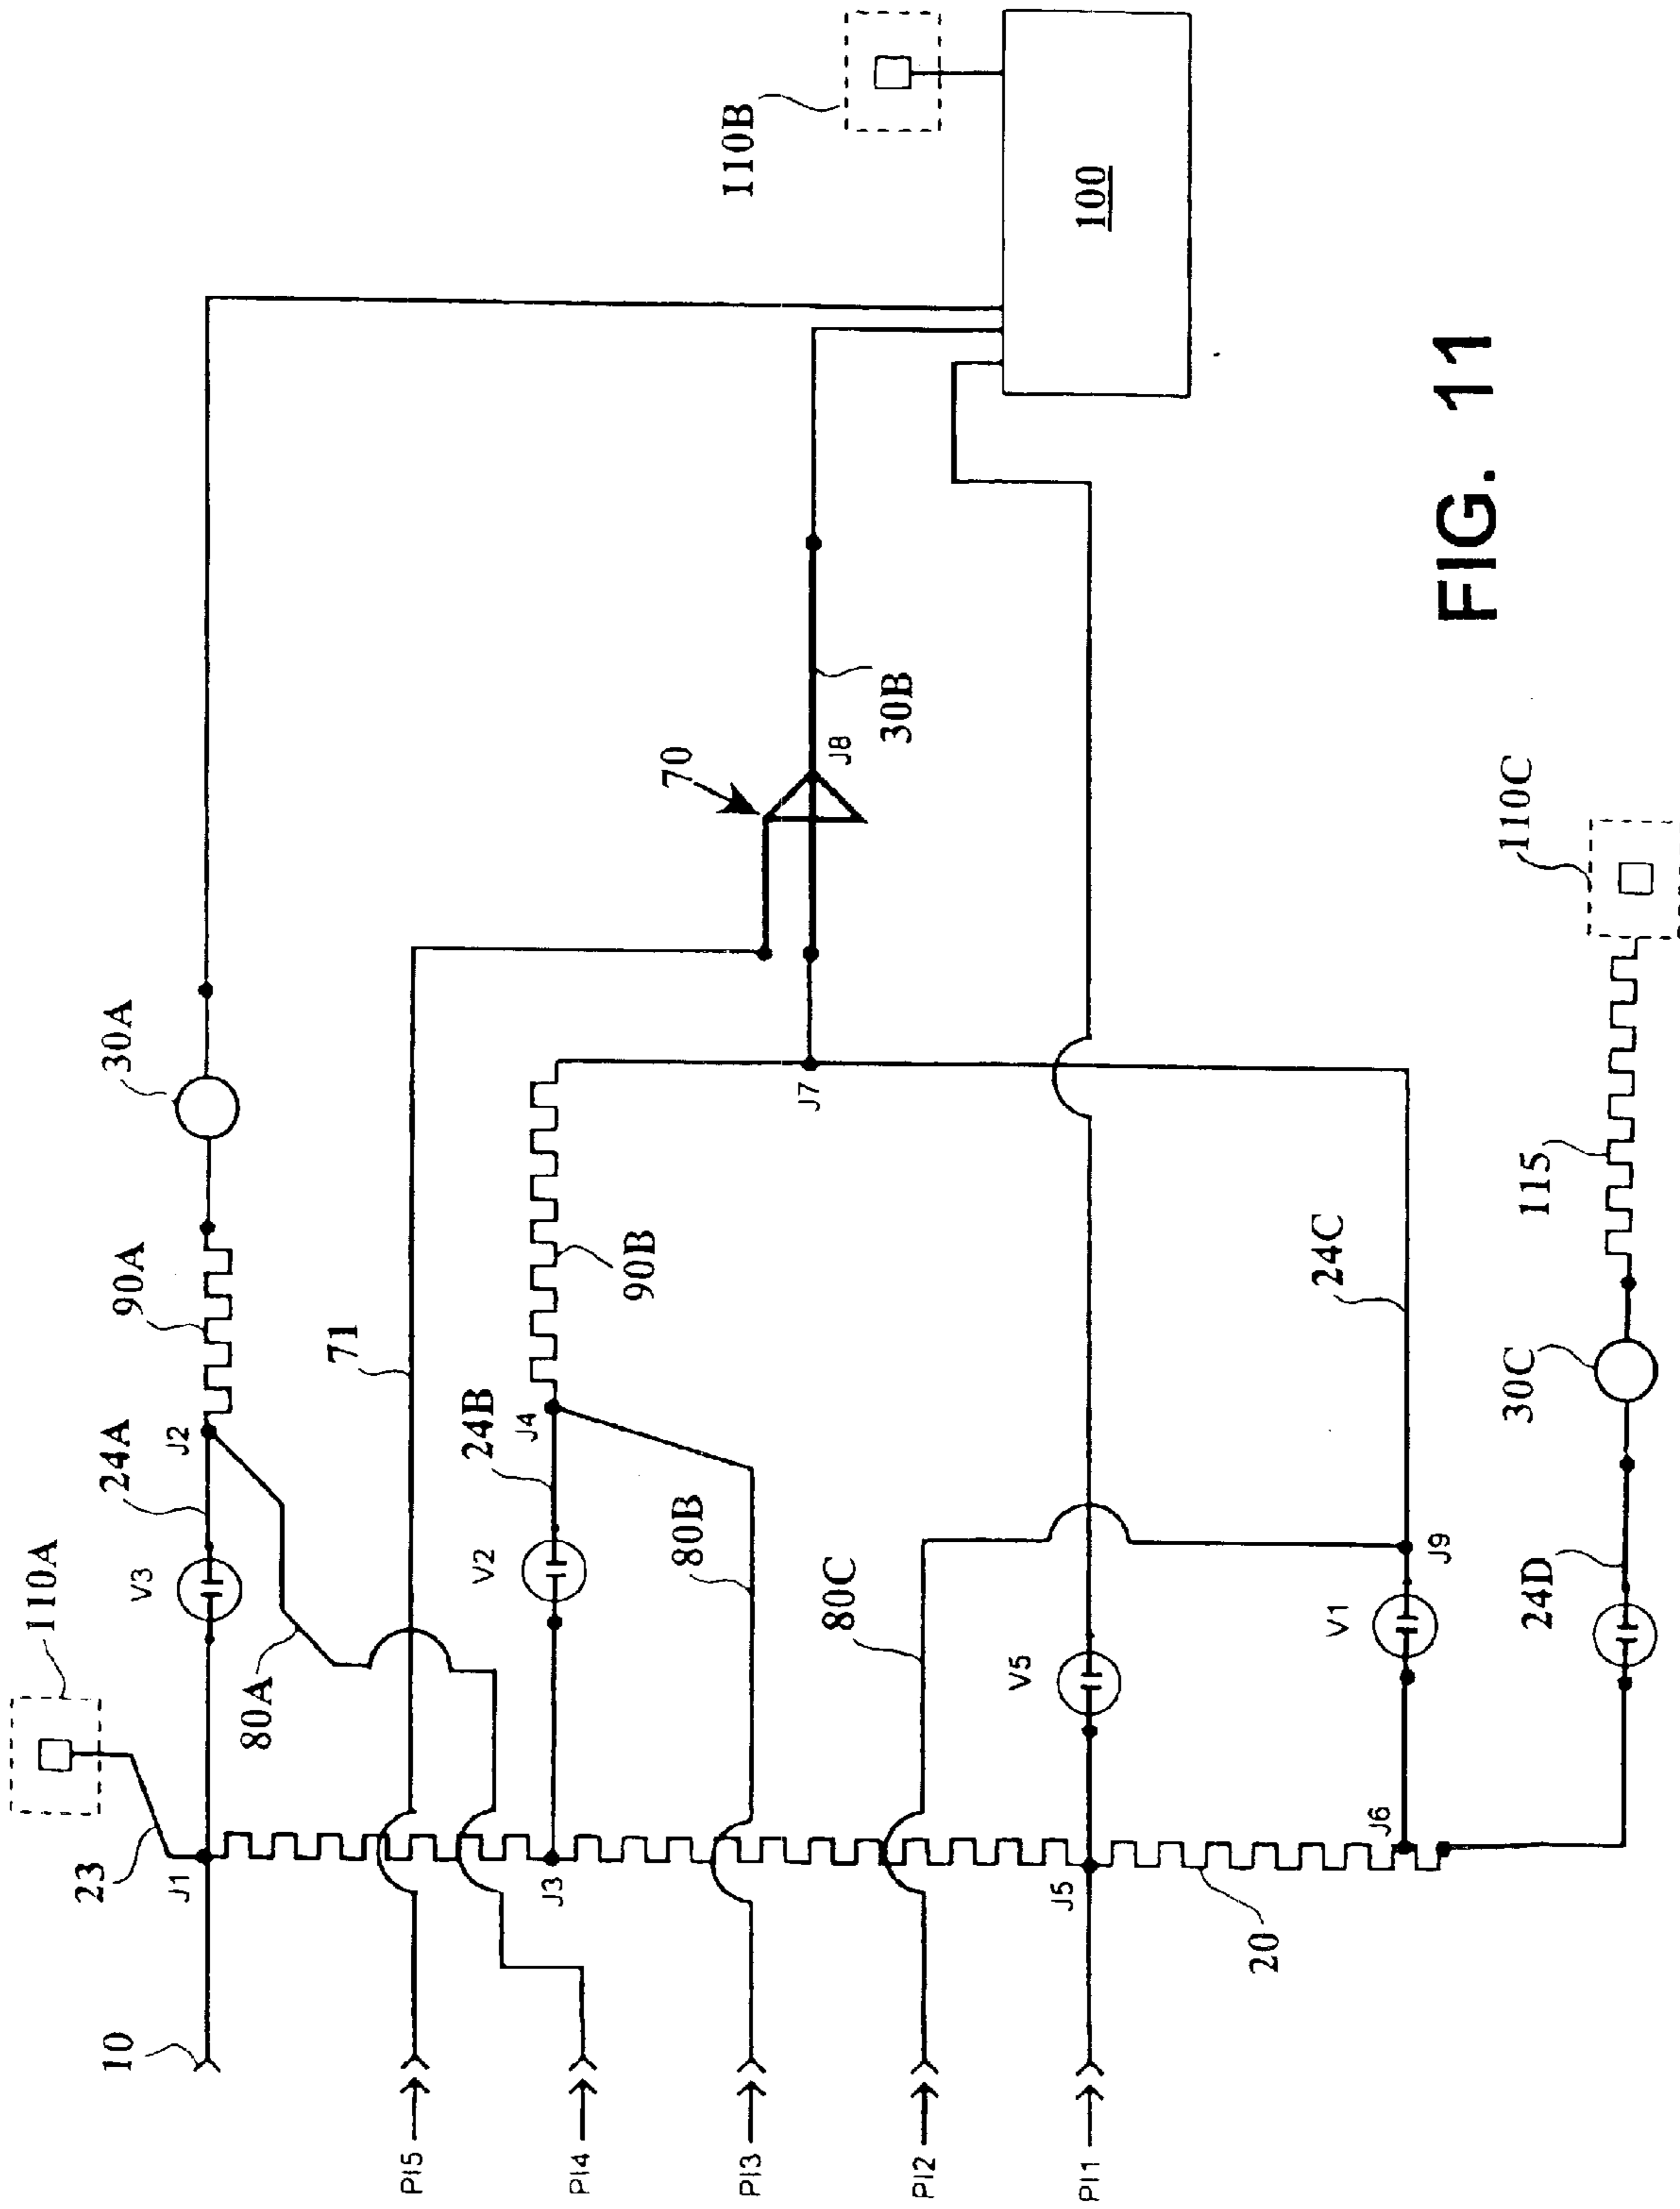 10
23
110A
24A
90A
30A
J1
V3
J2
80A
71
PI5
24B
V2
J4
J3
PI4
90B
70
80B
110B
PI3
J7
J8
80C
30B
PI2
V5
J5
PI1
100
20
24C
V1
J6
J9
FIG. 11
24D
30C
115
110C